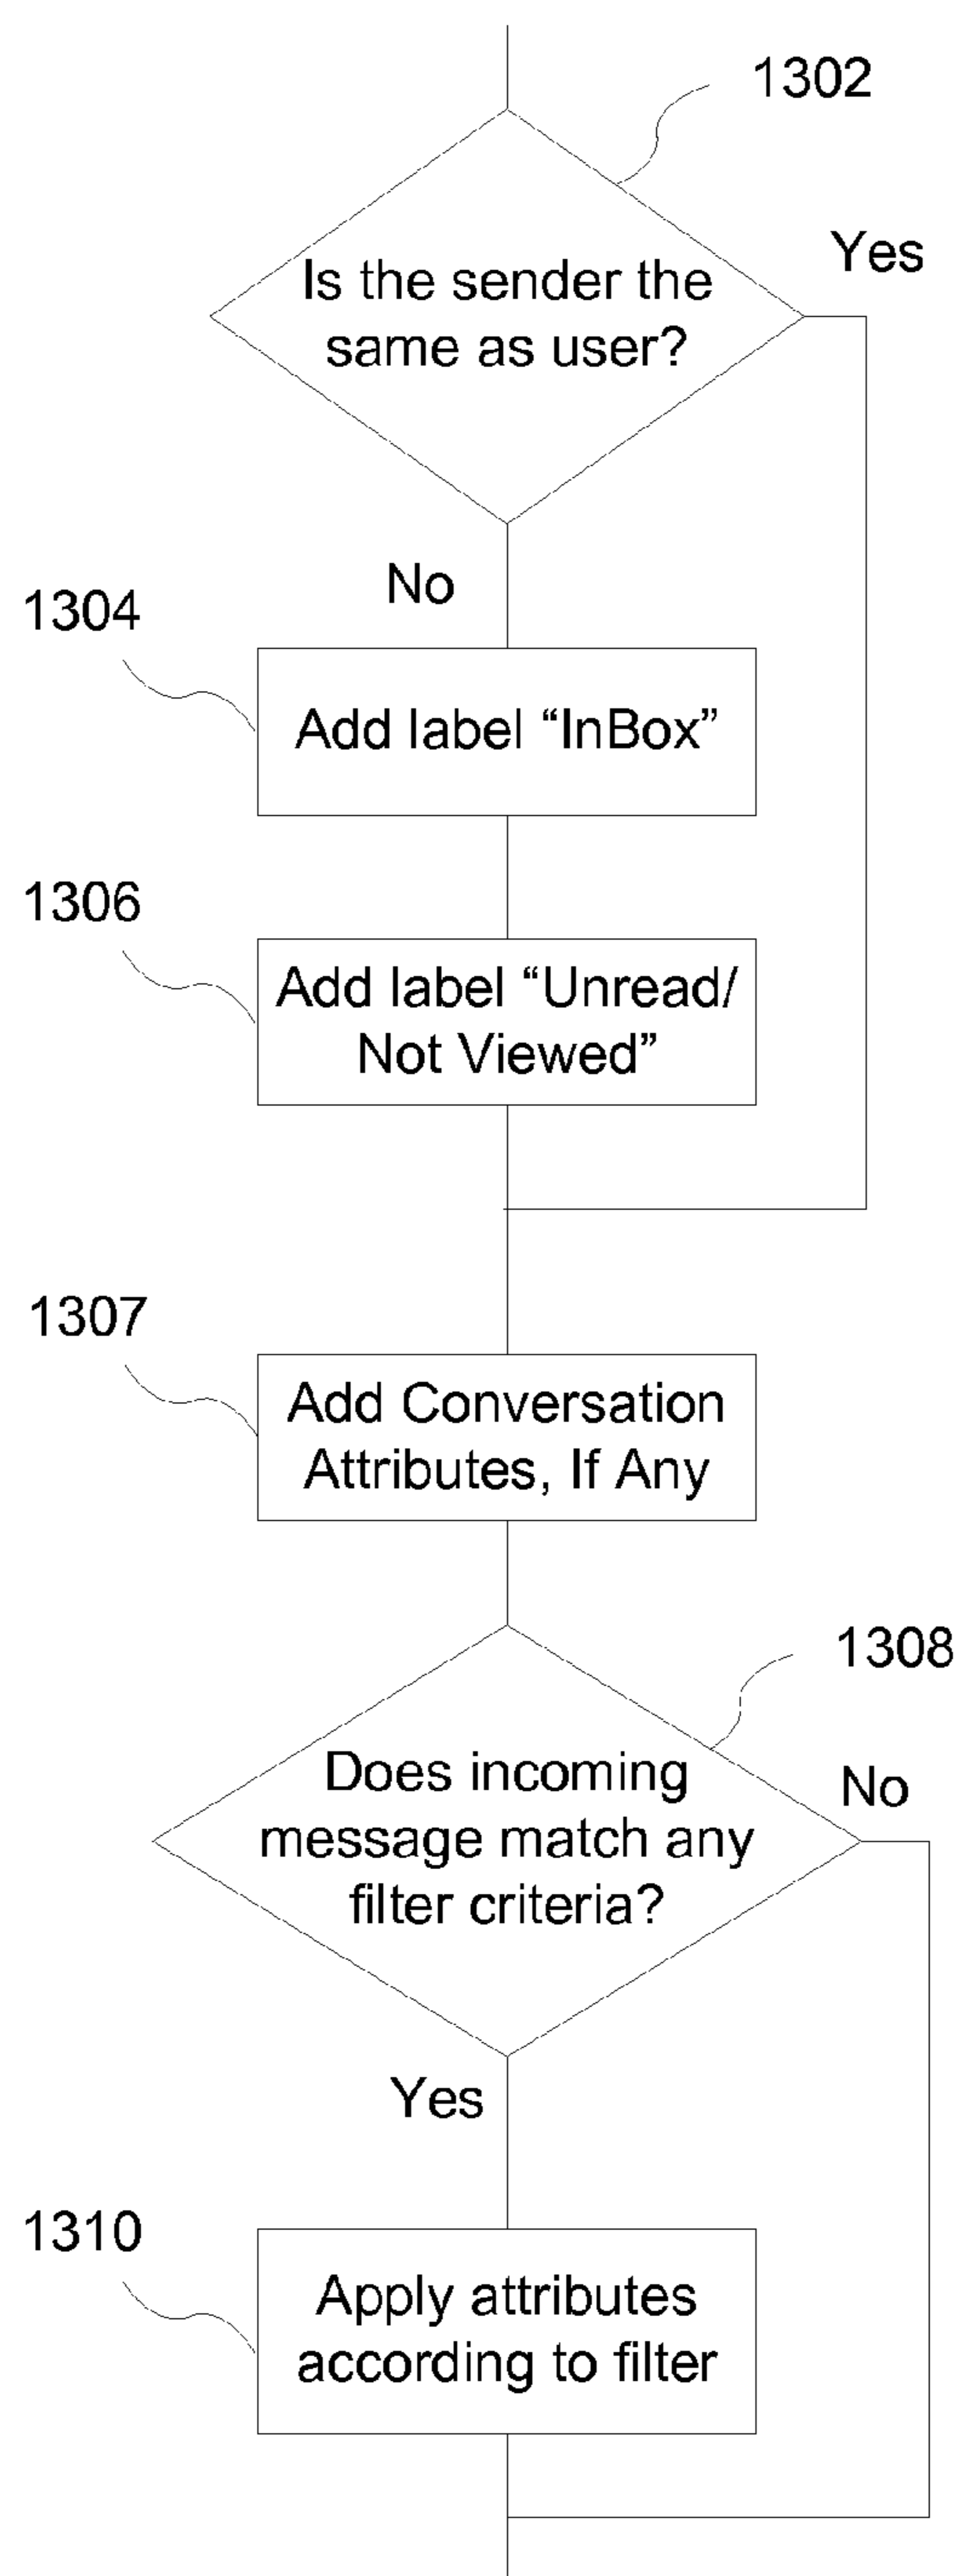 1302
Yes
Is the sender the
same as user?
No
1304
Add label “InBox”
1306
Add label “Unread/
Not Viewed”
1307
Add Conversation
Attributes, If Any
1308
No
Does incoming
message match any
filter criteria?
Yes
1310
Apply attributes
according to filter